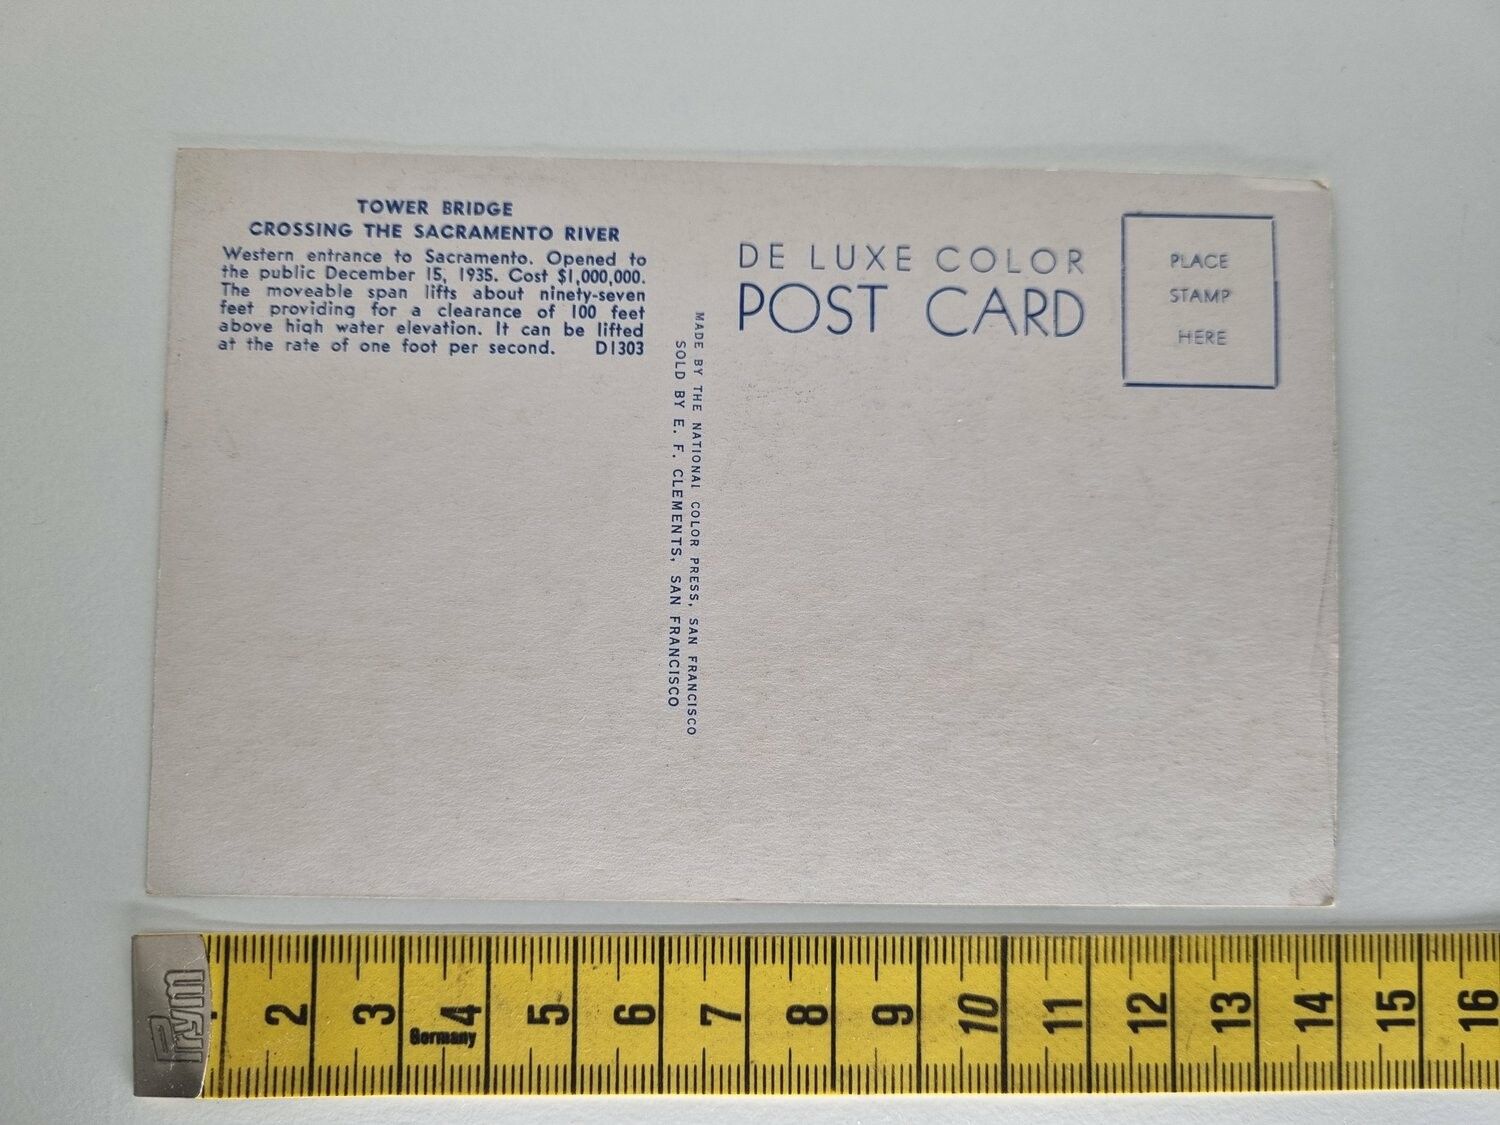 TOWER BRIDGE
CROSSING THE SACRAMENTO RIVER
Western entrance to Sacramento. Opened to
the public December 15, 1935. Cost $1,000,000.
The moveable span lifts about ninety-seven
feet providing for a clearance of 100 feet
above high water elevation. It can be lifted
at the rate of one foot per second. D1303
MADE BY THE NATIONAL COLOR PRESS, SAN FRANCISCO
SOLD BY E. F. CLEMENTS, SAN FRANCISCO
DE LUXE COLOR
POST CARD
PLACE
STAMP
HERE
Prym
2 3 4 5 6 7 8 9 10 11 12 13 14 15 16
Germany